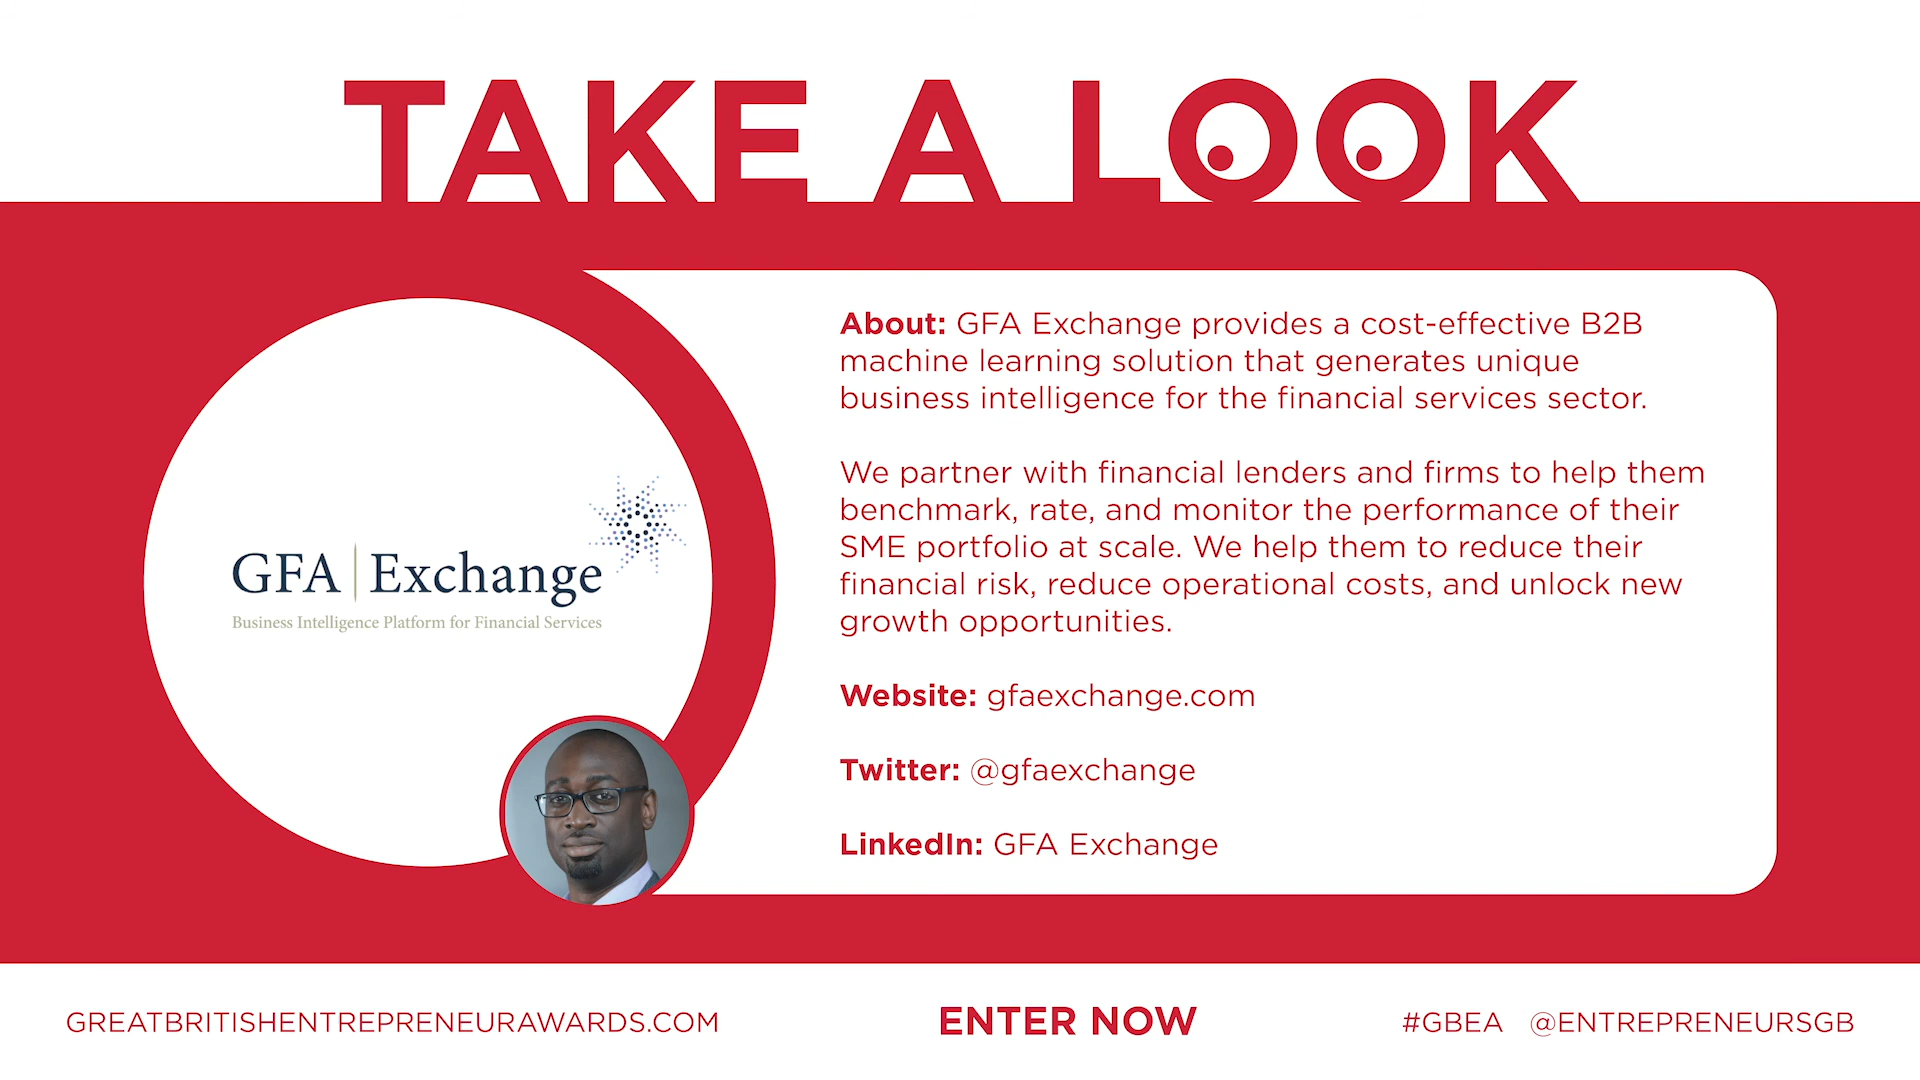 TAKE A LOOK
GFA | Exchange
Business Intelligence Platform for Financial Services
About: GFA Exchange provides a cost-effective B2B
machine learning solution that generates unique
business intelligence for the financial services sector.
We partner with financial lenders and firms to help them
benchmark, rate, and monitor the performance of their
SME portfolio at scale. We help them to reduce their
financial risk, reduce operational costs, and unlock new
growth opportunities.
Website: gfaexchange.com
Twitter: @gfaexchange
LinkedIn: GFA Exchange
GREATBRITISHENTREPRENEURAWARDS.COM
ENTER NOW
#GBEA @ENTREPRENEURSGB